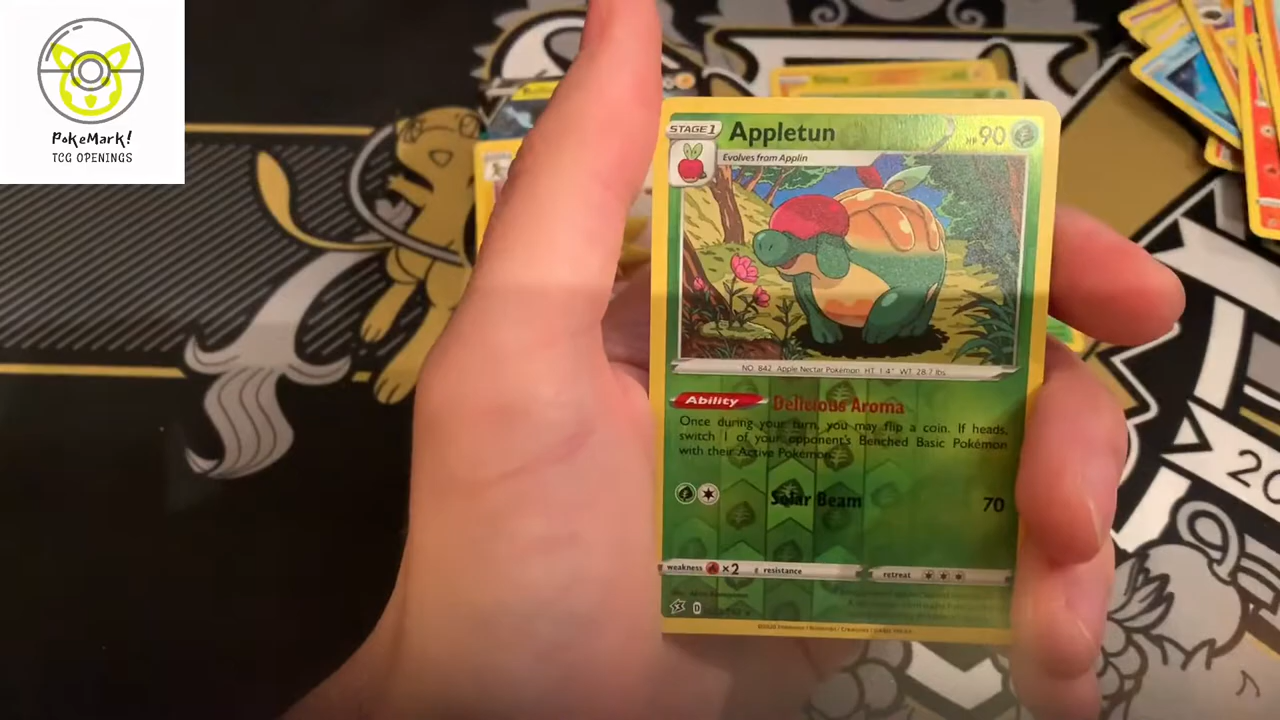 PokeMark!
TCG OPENINGS
STAGE 1
Appletun
HP 90
Evolves from Applin
NO. 842 Apple Nectar Pokémon HT: 1'4" WT: 28.7 lbs
Ability Delicious Aroma
Once during your turn, you may flip a coin. If heads,
switch 1 of your opponent's Benched Basic Pokémon
with their Active Pokémon.
Solar Beam 70
weakness ×2 resistance retreat
D
20